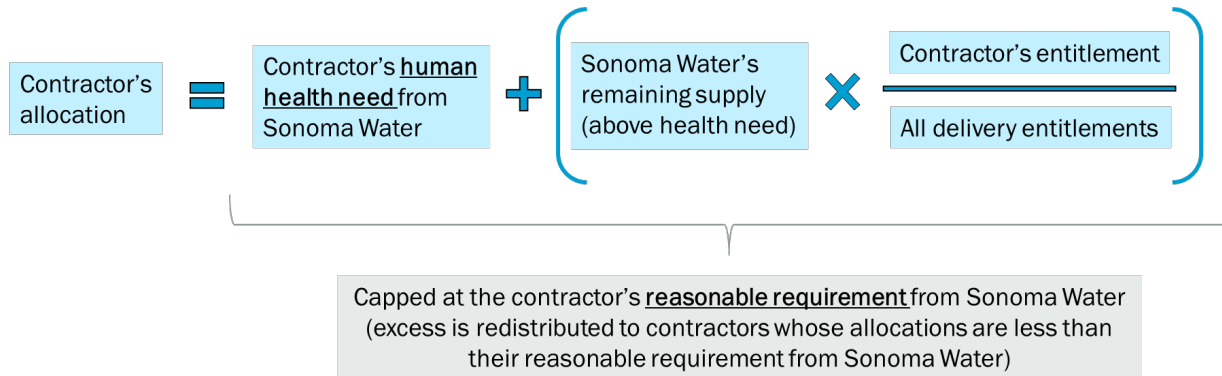 Contractor's
allocation
=
Contractor's human
health need from
Sonoma Water
+
(
Sonoma Water's
remaining supply
(above health need)
×
Contractor's entitlement
All delivery entitlements
)
Capped at the contractor's reasonable requirement from Sonoma Water
(excess is redistributed to contractors whose allocations are less than
their reasonable requirement from Sonoma Water)